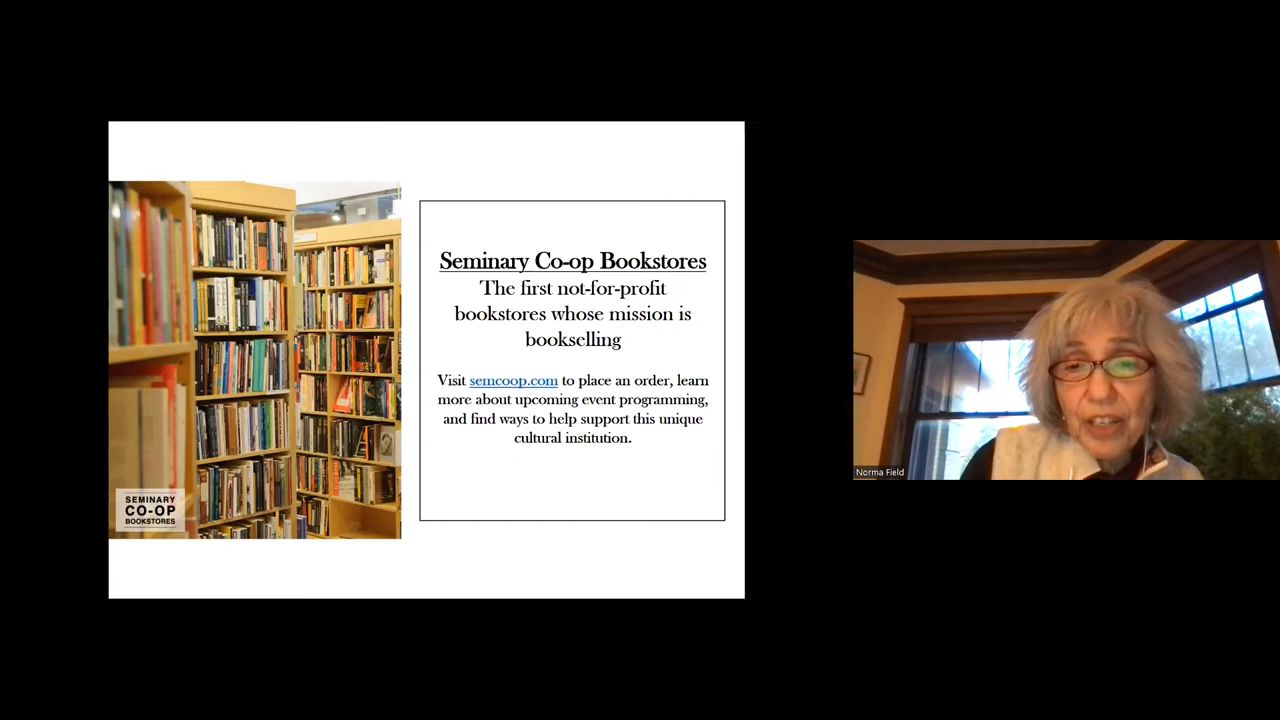 Seminary Co-op Bookstores
The first not-for-profit
bookstores whose mission is
bookselling
Visit semcoop.com to place an order, learn
more about upcoming event programming,
and find ways to help support this unique
cultural institution.
SEMINARY
CO-OP
BOOKSTORES
Norma Field